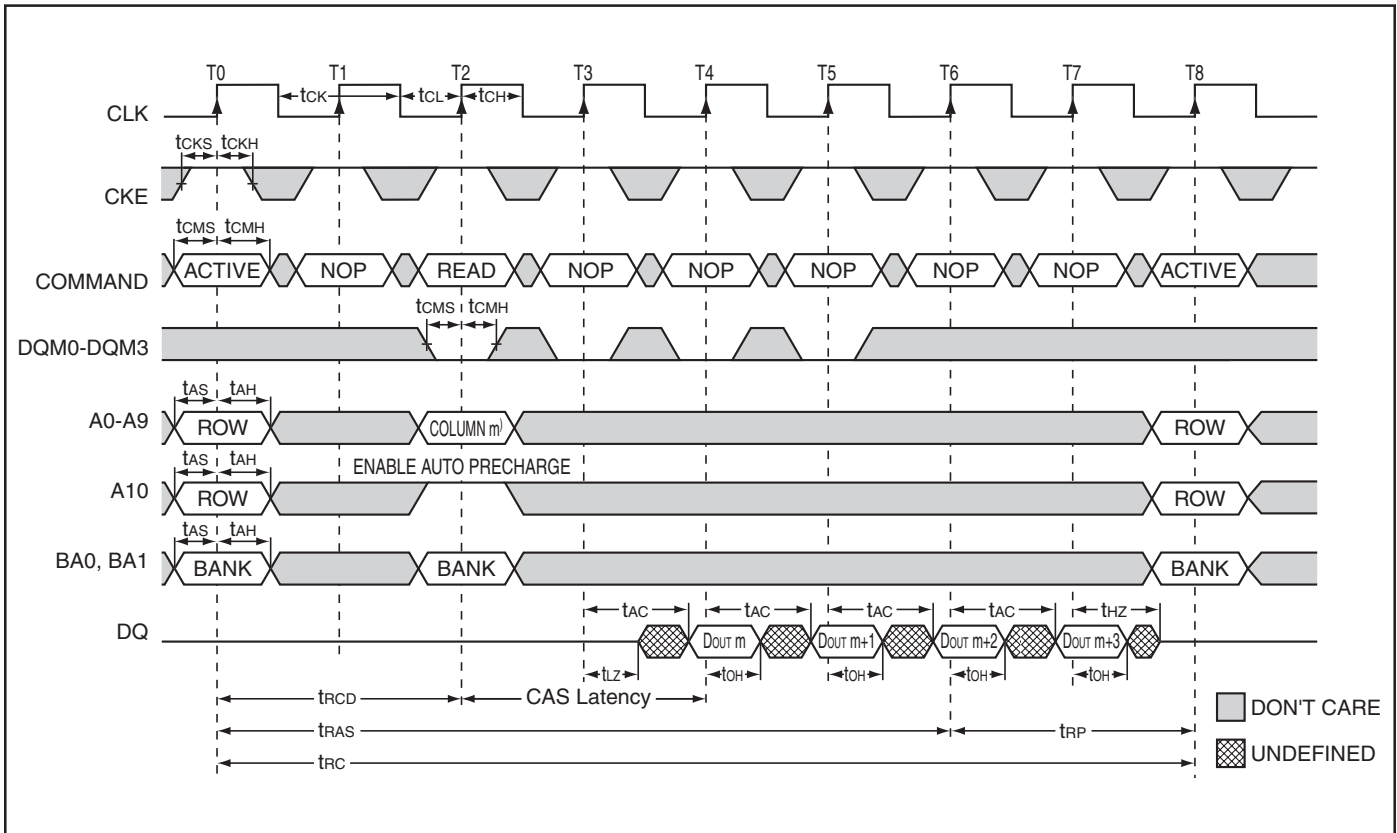 T0 T1 T2 T3 T4 T5 T6 T7 T8
CLK
tCK tCL tCH
tCKS tCKH
CKE
tCMS tCMH
COMMAND
ACTIVE NOP READ NOP NOP NOP NOP NOP ACTIVE
tCMS tCMH
DQM0-DQM3
tAS tAH
A0-A9
ROW COLUMN m) ROW
tAS tAH
ENABLE AUTO PRECHARGE
A10
ROW ROW
tAS tAH
BA0, BA1
BANK BANK BANK
tAC tAC tAC tAC tHZ
DQ
DOUT m DOUT m+1 DOUT m+2 DOUT m+3
tLZ tOH tOH tOH tOH
tRCD CAS Latency
tRAS tRP
tRC
DON'T CARE
UNDEFINED